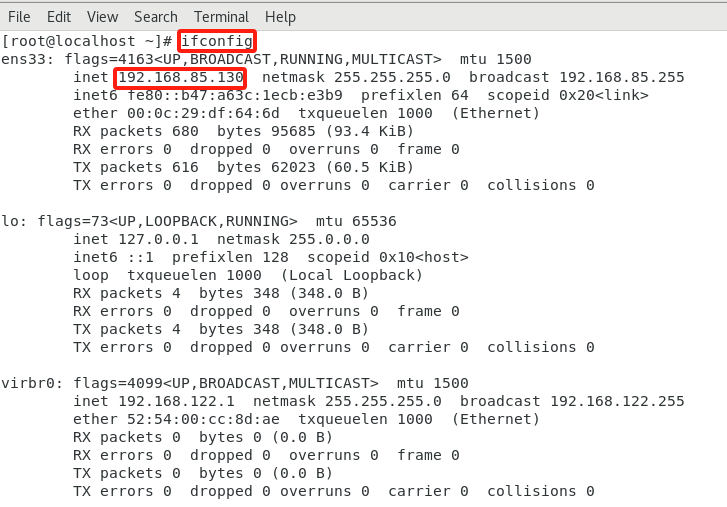 File Edit View Search Terminal Help
[root@localhost ~]# ifconfig
ens33: flags=4163<UP,BROADCAST,RUNNING,MULTICAST>  mtu 1500
        inet 192.168.85.130  netmask 255.255.255.0  broadcast 192.168.85.255
        inet6 fe80::b47:a63c:1ecb:e3b9  prefixlen 64  scopeid 0x20<link>
        ether 00:0c:29:df:64:6d  txqueuelen 1000  (Ethernet)
        RX packets 680  bytes 95685 (93.4 KiB)
        RX errors 0  dropped 0  overruns 0  frame 0
        TX packets 616  bytes 62023 (60.5 KiB)
        TX errors 0  dropped 0 overruns 0  carrier 0  collisions 0
lo: flags=73<UP,LOOPBACK,RUNNING>  mtu 65536
        inet 127.0.0.1  netmask 255.0.0.0
        inet6 ::1  prefixlen 128  scopeid 0x10<host>
        loop  txqueuelen 1000  (Local Loopback)
        RX packets 4  bytes 348 (348.0 B)
        RX errors 0  dropped 0  overruns 0  frame 0
        TX packets 4  bytes 348 (348.0 B)
        TX errors 0  dropped 0 overruns 0  carrier 0  collisions 0
virbr0: flags=4099<UP,BROADCAST,MULTICAST>  mtu 1500
        inet 192.168.122.1  netmask 255.255.255.0  broadcast 192.168.122.255
        ether 52:54:00:cc:8d:ae  txqueuelen 1000  (Ethernet)
        RX packets 0  bytes 0 (0.0 B)
        RX errors 0  dropped 0  overruns 0  frame 0
        TX packets 0  bytes 0 (0.0 B)
        TX errors 0  dropped 0 overruns 0  carrier 0  collisions 0